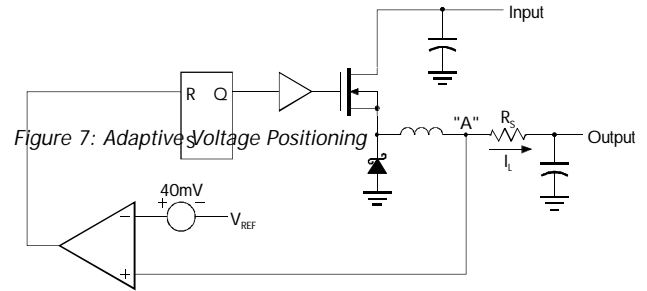 Input
R Q
"A" R_S
Figure 7: Adaptive Voltage Positioning
S
Output
I_L
40mV
+ −
− V_REF
+